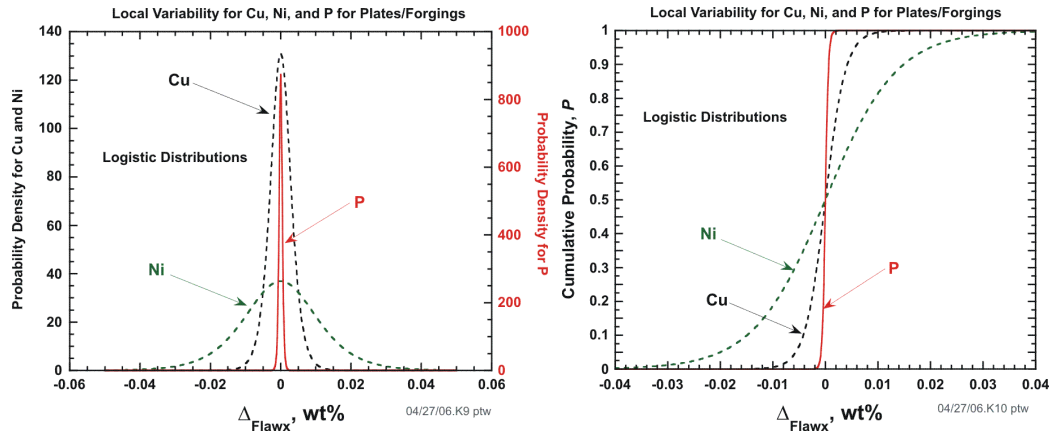 Local Variability for Cu, Ni, and P for Plates/Forgings
Probability Density for Cu and Ni
140
120
100
80
60
40
20
0
Cu
Logistic Distributions
P
Ni
1000
800
600
400
200
0
Probability Density for P
-0.06 -0.04 -0.02 0 0.02 0.04 0.06
Δ Flawx, wt%
04/27/06.K9 ptw
Local Variability for Cu, Ni, and P for Plates/Forgings
Cumulative Probability, P
1
0.9
0.8
0.7
0.6
0.5
0.4
0.3
0.2
0.1
0
Logistic Distributions
Ni
P
Cu
-0.04 -0.03 -0.02 -0.01 0 0.01 0.02 0.03 0.04
Δ Flawx, wt%
04/27/06.K10 ptw